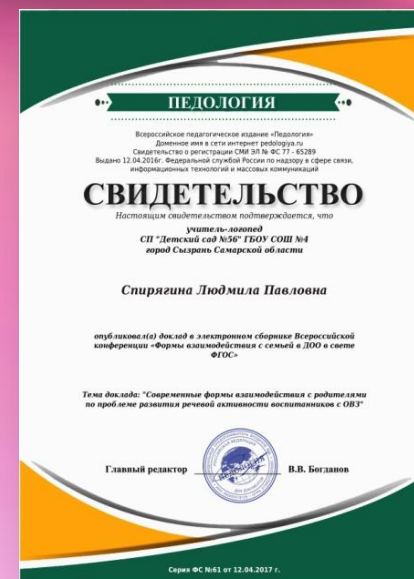 ПЕДОЛОГИЯ
Всероссийское педагогическое издание «Педология»
Доменное имя в сети интернет pedologiya.ru
Свидетельство о регистрации СМИ ЭЛ № ФС 77 - 65289
Выдано 12.04.2016г. Федеральной службой России по надзору в сфере связи,
информационных технологий и массовых коммуникаций
СВИДЕТЕЛЬСТВО
Настоящим свидетельством подтверждается, что
учитель-логопед
СП "Детский сад №56" ГБОУ СОШ №4
город Сызрань Самарской области
Спирягина Людмила Павловна
опубликовал(а) доклад в электронном сборнике Всероссийской
конференции «Формы взаимодействия с семьей в ДОО в свете
ФГОС»
Тема доклада: "Современные формы взаимодействия с родителями
по проблеме развития речевой активности воспитанников с ОВЗ"
Главный редактор В.В. Богданов
Серия ФС №61 от 12.04.2017 г.